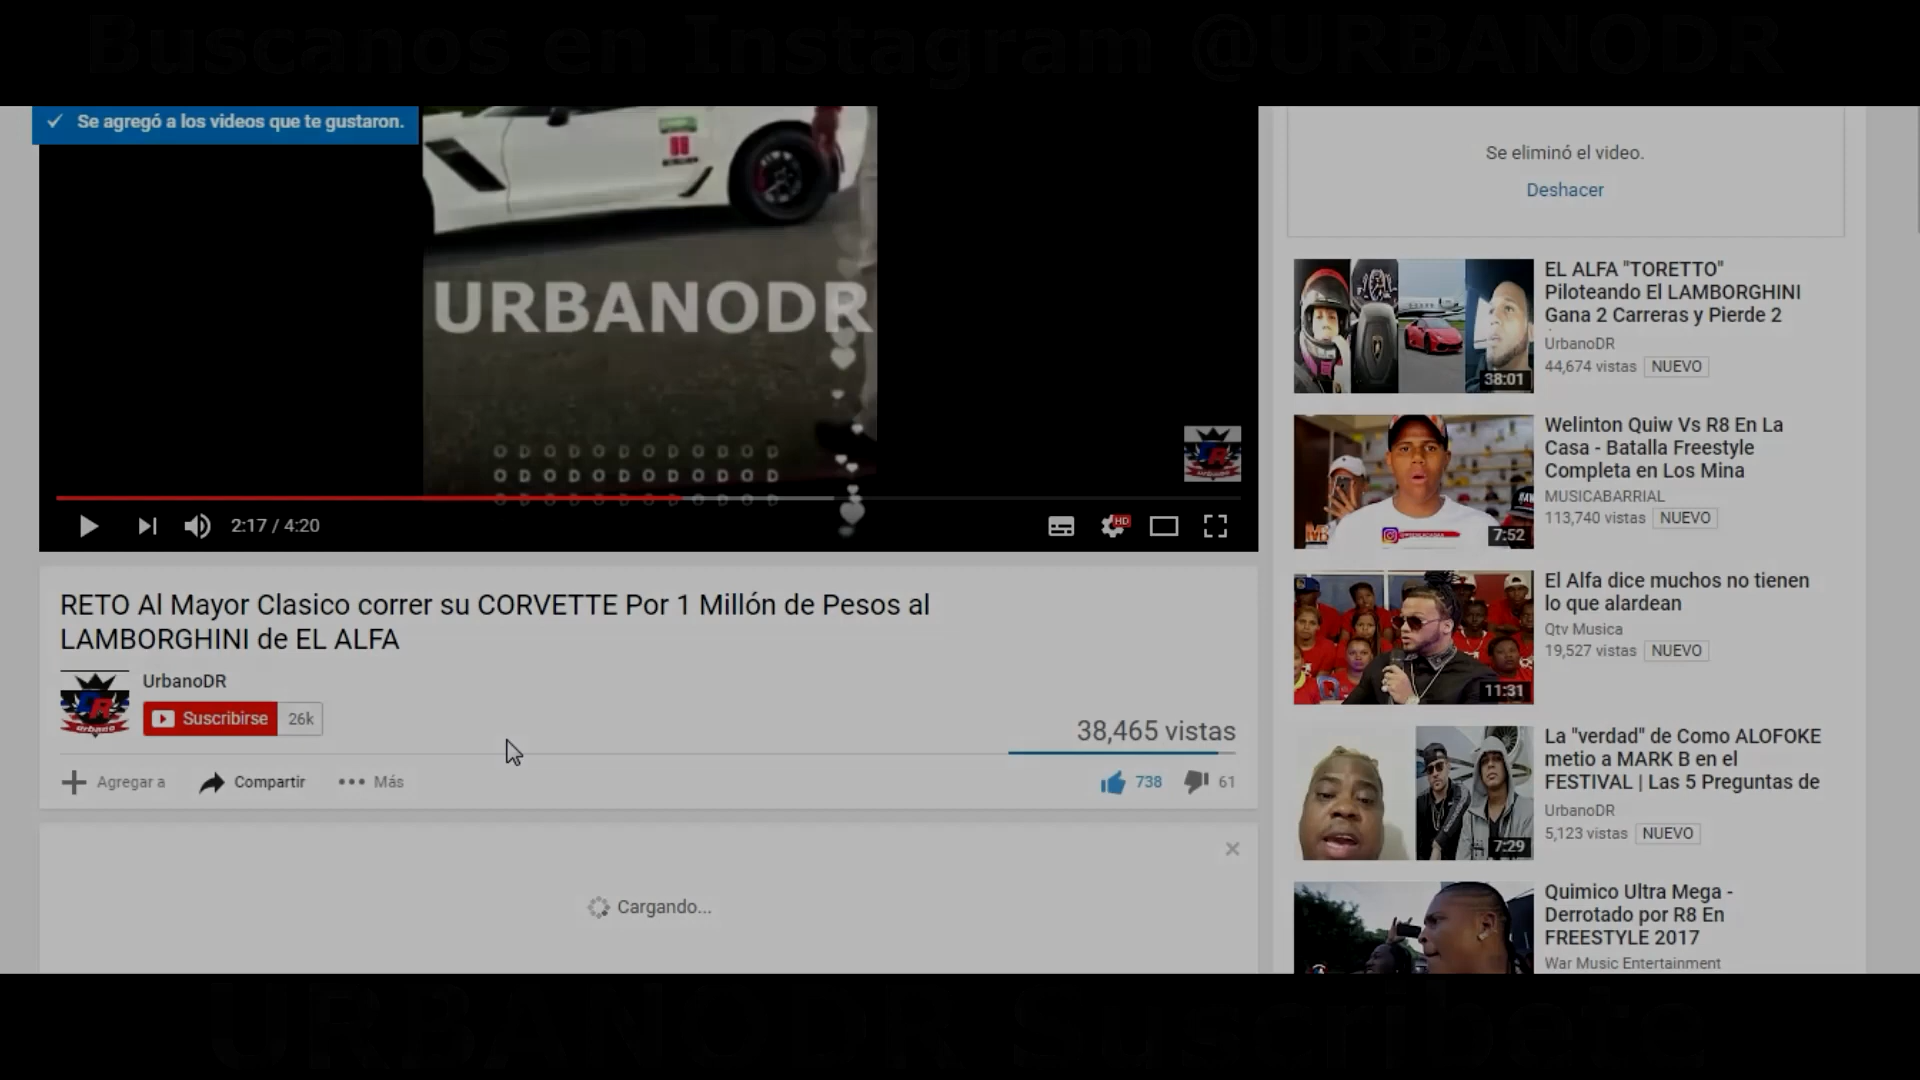 Buscanos en Instagram @URBANODR
Se agregó a los videos que te gustaron.
URBANODR
O D O D O D O D O D O D
O D O D O D O D O D O D
2:17 / 4:20
HD
RETO Al Mayor Clasico correr su CORVETTE Por 1 Millón de Pesos al
LAMBORGHINI de EL ALFA
UrbanoDR
Suscribirse 26k
38,465 vistas
Agregar a Compartir Más
738 61
Cargando...
Se eliminó el video.
Deshacer
38:01
EL ALFA "TORETTO"
Piloteando El LAMBORGHINI
Gana 2 Carreras y Pierde 2
UrbanoDR
44,674 vistas NUEVO
7:52
Welinton Quiw Vs R8 En La
Casa - Batalla Freestyle
Completa en Los Mina
MUSICABARRIAL
113,740 vistas NUEVO
11:31
El Alfa dice muchos no tienen
lo que alardean
Qtv Musica
19,527 vistas NUEVO
7:29
La "verdad" de Como ALOFOKE
metio a MARK B en el
FESTIVAL | Las 5 Preguntas de
UrbanoDR
5,123 vistas NUEVO
Quimico Ultra Mega -
Derrotado por R8 En
FREESTYLE 2017
War Music Entertainment
URBANODR Suscribete